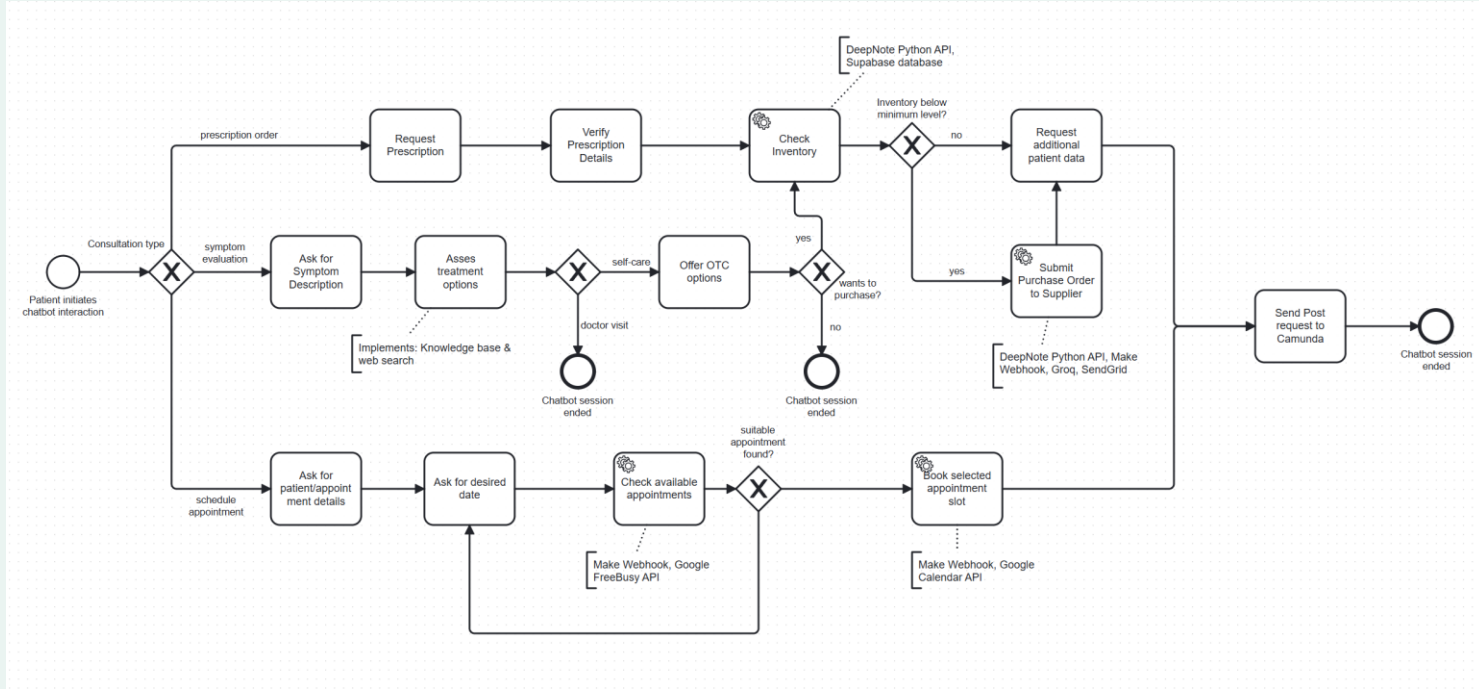 DeepNote Python API,
Supabase database
Inventory below
minimum level?
prescription order
Request
Prescription
Verify
Prescription
Details
Check
Inventory
no
Request
additional
patient data
Consultation type
symptom
evaluation
Ask for
Symptom
Description
Asses
treatment
options
self-care
Offer OTC
options
yes
wants to
purchase?
yes
Submit
Purchase Order
to Supplier
Patient initiates
chatbot interaction
doctor visit
no
Implements: Knowledge base &
web search
DeepNote Python API, Make
Webhook, Groq, SendGrid
Send Post
request to
Camunda
Chatbot session
ended
Chatbot session
ended
Chatbot session
ended
suitable
appointment
found?
schedule
appointment
Ask for
patient/appoint
ment details
Ask for desired
date
Check available
appointments
Book selected
appointment
slot
Make Webhook, Google
FreeBusy API
Make Webhook, Google
Calendar API